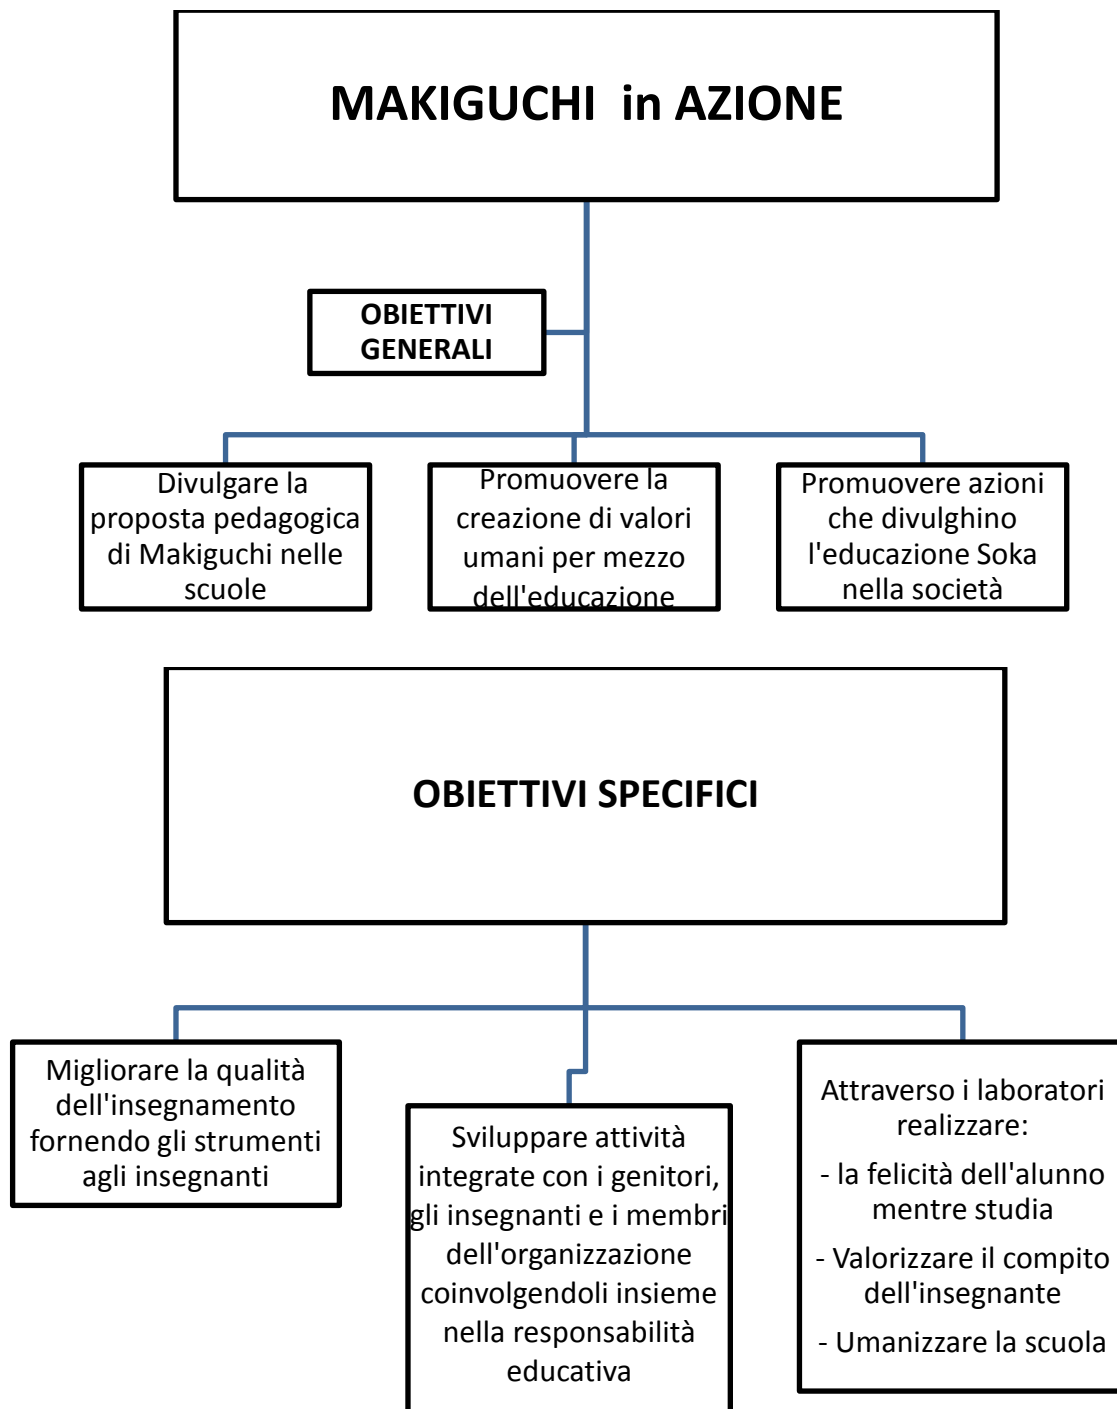 MAKIGUCHI in AZIONE
OBIETTIVI
GENERALI
Divulgare la
proposta pedagogica
di Makiguchi nelle
scuole
Promuovere la
creazione di valori
umani per mezzo
dell'educazione
Promuovere azioni
che divulghino
l'educazione Soka
nella società
OBIETTIVI SPECIFICI
Migliorare la qualità
dell'insegnamento
fornendo gli strumenti
agli insegnanti
Sviluppare attività
integrate con i genitori,
gli insegnanti e i membri
dell'organizzazione
coinvolgendoli insieme
nella responsabilità
educativa
Attraverso i laboratori
realizzare:
- la felicità dell'alunno
mentre studia
- Valorizzare il compito
dell'insegnante
- Umanizzare la scuola